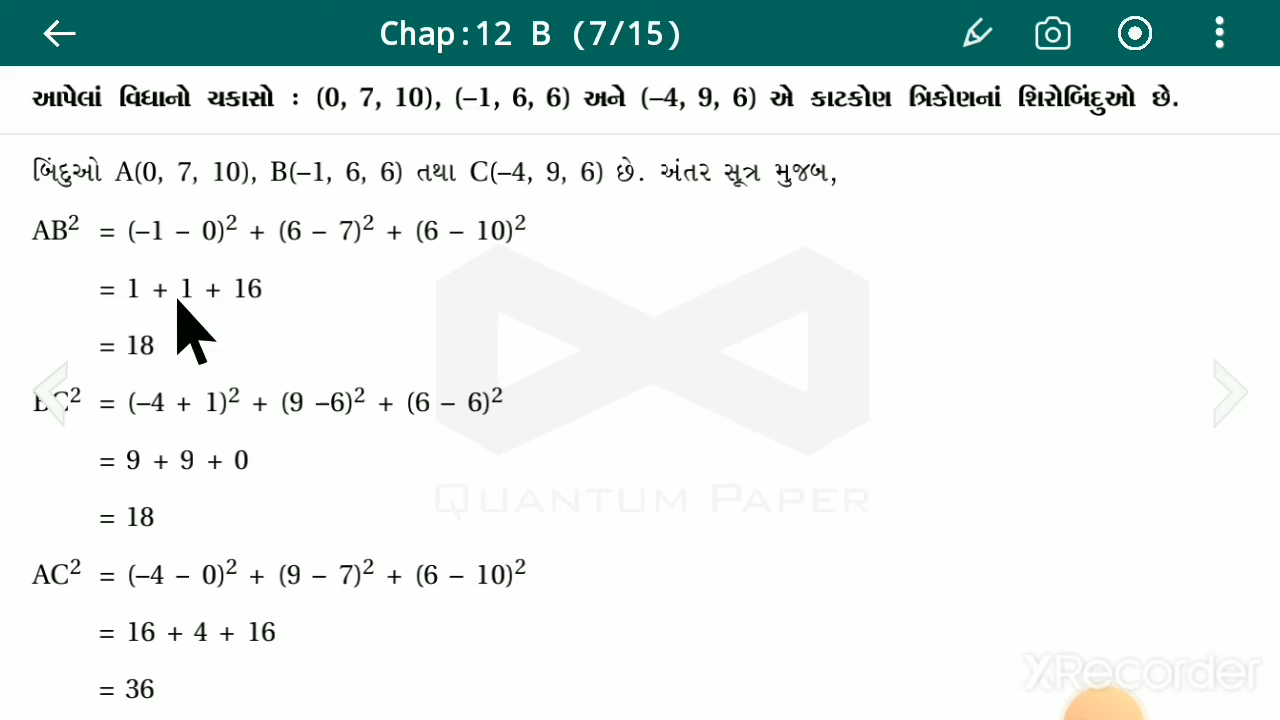 Chap:12 B (7/15)
આપેલાં વિધાનો ચકાસો : (0, 7, 10), (–1, 6, 6) અને (–4, 9, 6) એ કાટકોણ ત્રિકોણનાં શિરોબિંદુઓ છે.
બિંદુઓ A(0, 7, 10), B(–1, 6, 6) તથા C(–4, 9, 6) છે. અંતર સૂત્ર મુજબ,
AB² = (–1 – 0)² + (6 – 7)² + (6 – 10)²
= 1 + 1 + 16
= 18
BC² = (–4 + 1)² + (9 –6)² + (6 – 6)²
= 9 + 9 + 0
= 18
QUANTUM PAPER
AC² = (–4 – 0)² + (9 – 7)² + (6 – 10)²
= 16 + 4 + 16
= 36
XRecorder